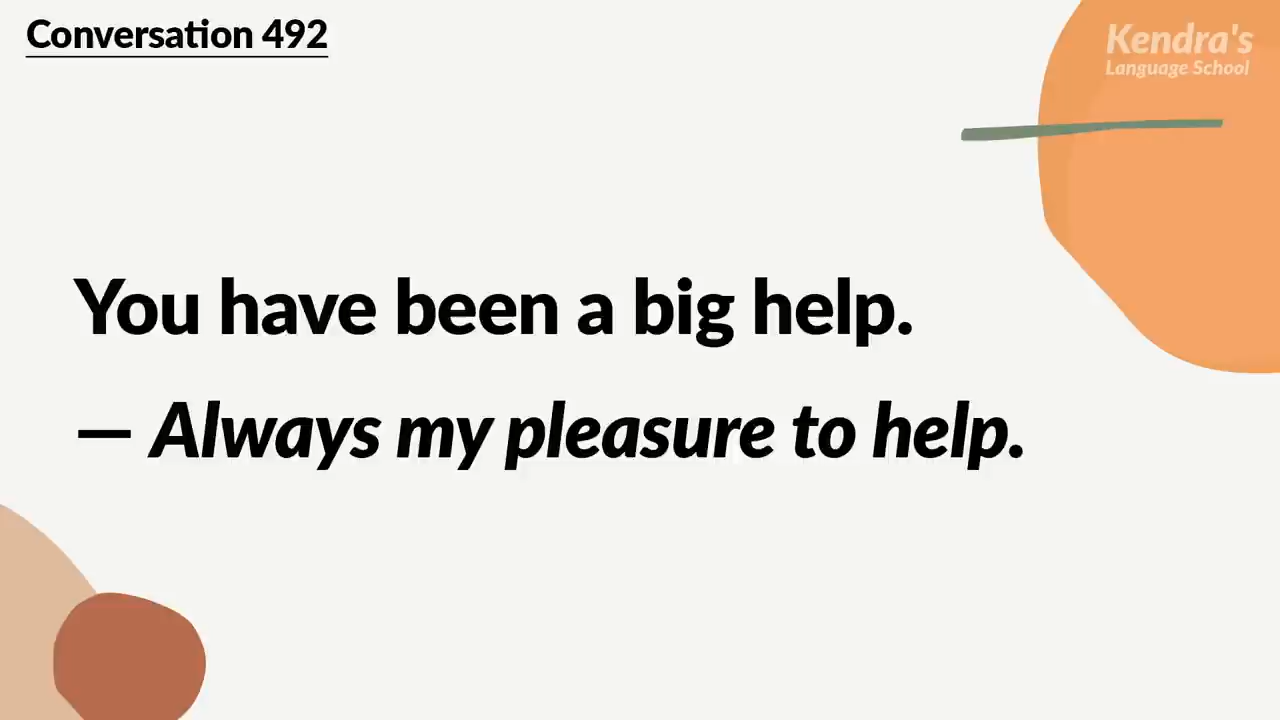 Conversation 492
Kendra's
Language School
You have been a big help.
— Always my pleasure to help.